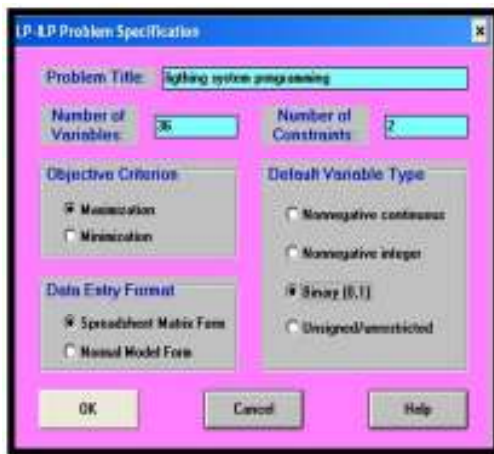 LP-ILP Problem Specification
Problem Title: ligthing system programming
Number of Variables: 36
Number of Constraints: 2
Objective Criterion
Maximization
Minimization
Default Variable Type
Nonnegative continuous
Nonnegative integer
Binary (0,1)
Unsigned/unrestricted
Data Entry Format
Spreadsheet Matrix Form
Normal Model Form
OK
Cancel
Help